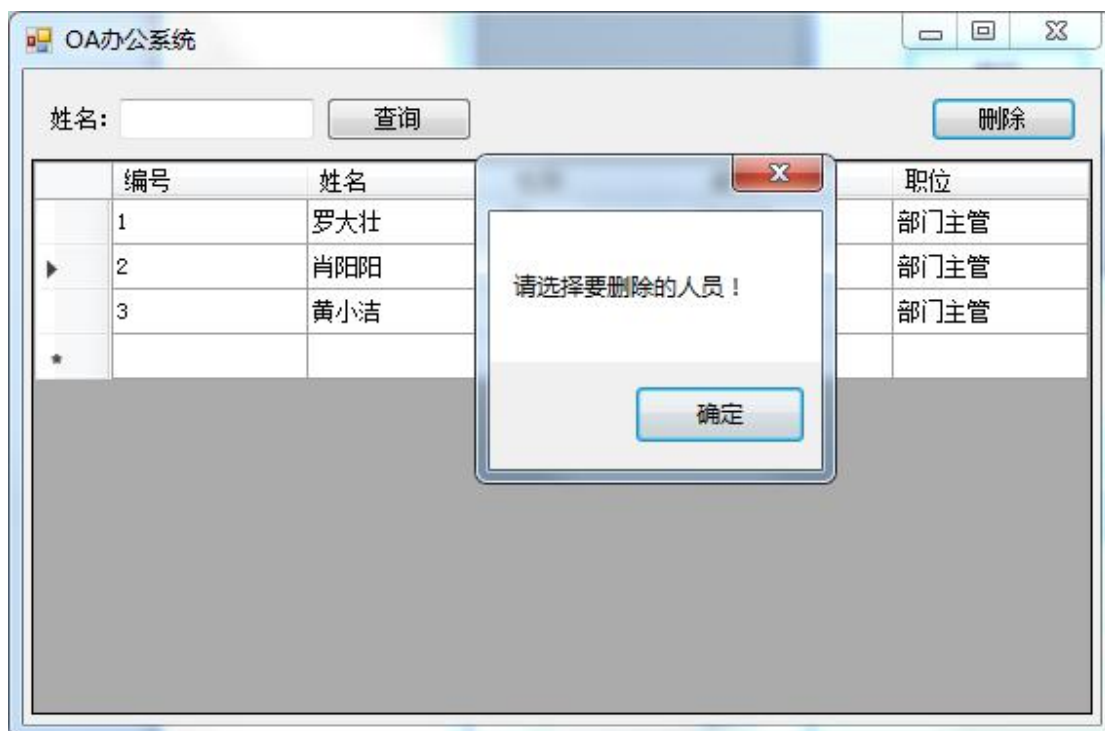 OA办公系统
姓名: 查询 删除
编号 姓名 职位
1 罗大壮 部门主管
2 肖阳阳 部门主管
3 黄小洁 部门主管
请选择要删除的人员！
确定